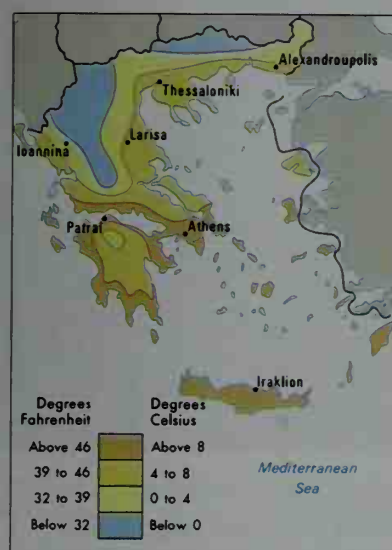 Alexandroupolis
Thessaloniki
Larisa
Ioannina
Patrai
Athens
Iraklion
Degrees
Fahrenheit
Degrees
Celsius
Above 46
Above 8
39 to 46
4 to 8
32 to 39
0 to 4
Below 32
Below 0
Mediterranean
Sea